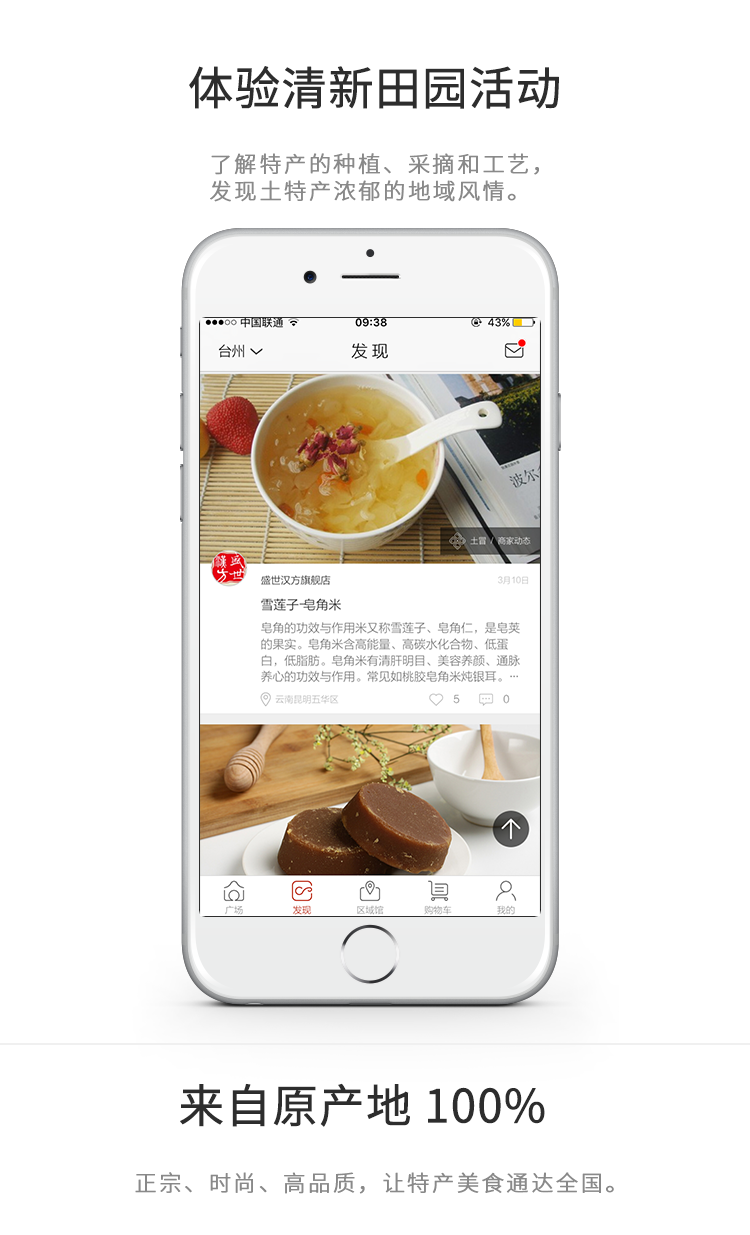 体验清新田园活动
了解特产的种植、采摘和工艺，
发现土特产浓郁的地域风情。
中国联通 09:38 43%
台州 发现
波尔
土冒 / 商家动态
漢方盛世
盛世汉方旗舰店 3月10日
雪莲子-皂角米
皂角的功效与作用米又称雪莲子、皂角仁，是皂荚
的果实。皂角米含高能量、高碳水化合物、低蛋
白，低脂肪。皂角米有清肝明目、美容养颜、通脉
养心的功效与作用。常见如桃胶皂角米炖银耳。…
云南昆明五华区 5 0
广场 发现 区域馆 购物车 我的
来自原产地 100%
正宗、时尚、高品质，让特产美食通达全国。